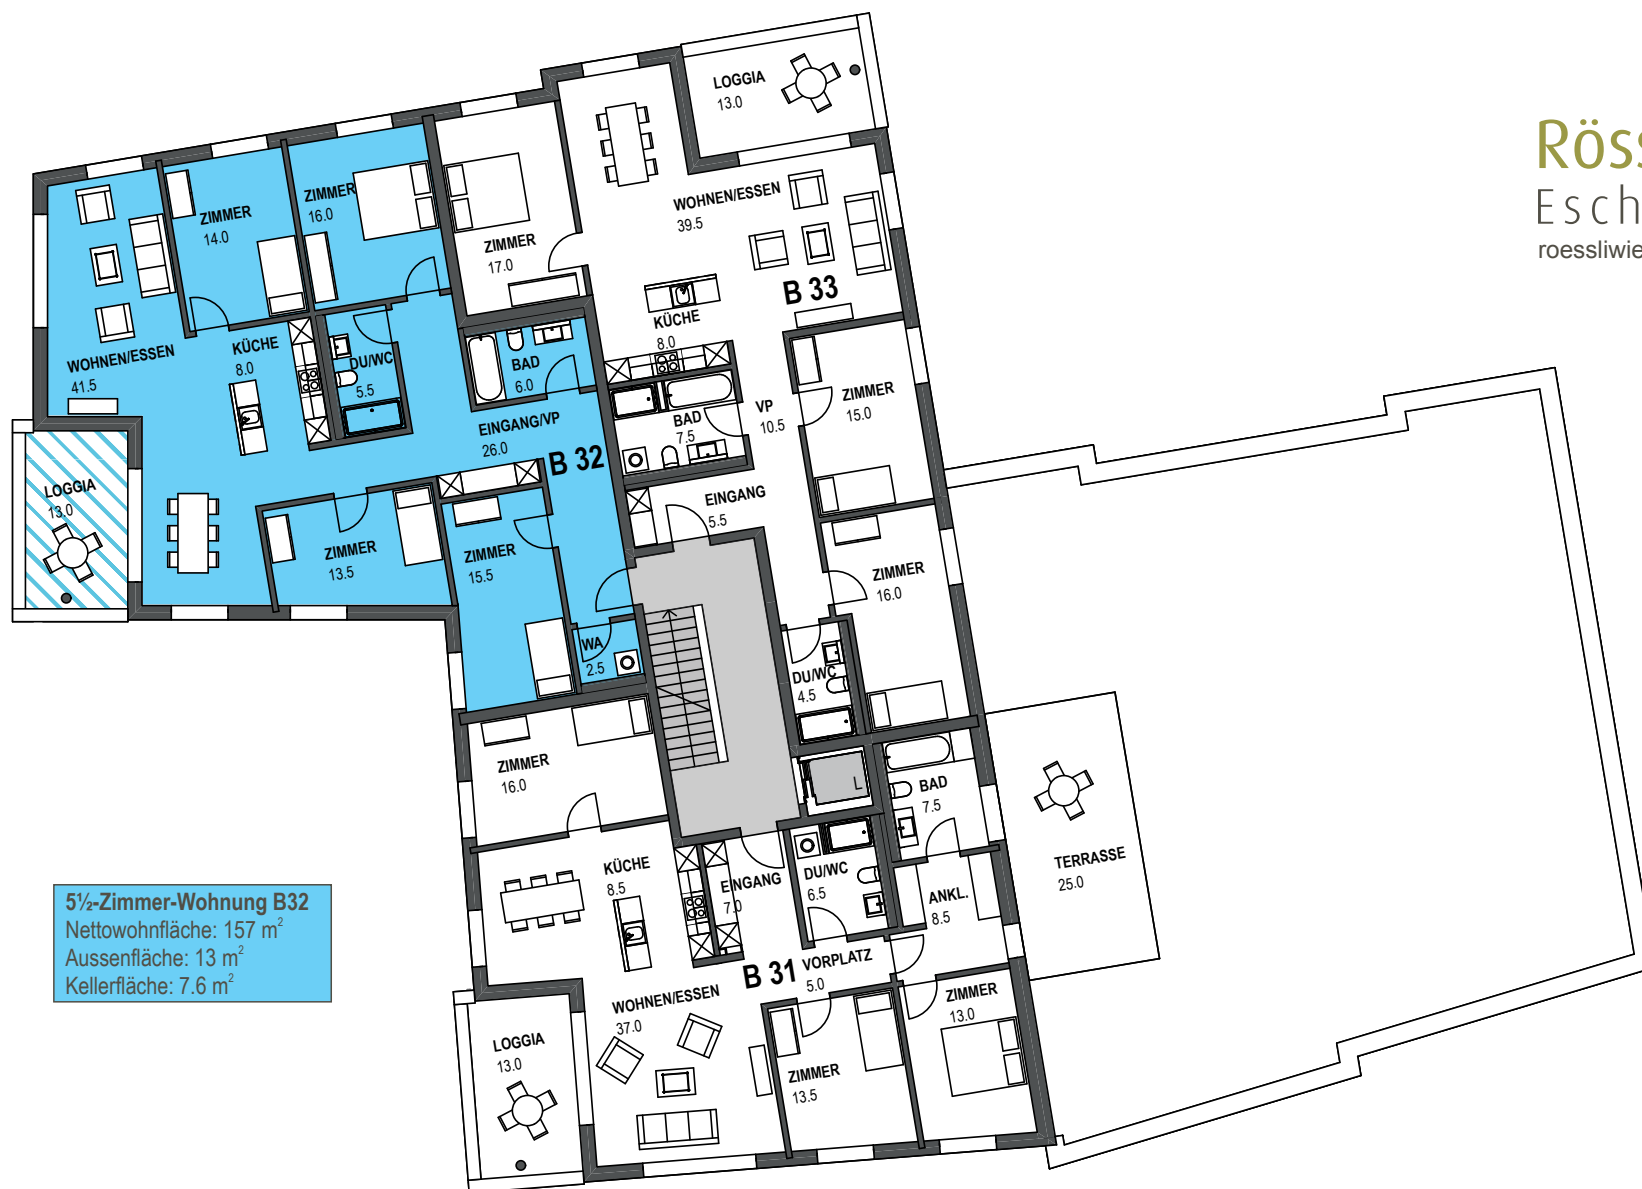 LOGGIA
13.0
Röss
Esch
roessliwie
ZIMMER
16.0
ZIMMER
14.0
WOHNEN/ESSEN
39.5
ZIMMER
17.0
B 33
KÜCHE
8.0
WOHNEN/ESSEN
41.5
KÜCHE
8.0
DU/WC
5.5
BAD
6.0
ZIMMER
15.0
VP
10.5
BAD
7.5
EINGANG/VP
26.0
B 32
LOGGIA
13.0
EINGANG
5.5
ZIMMER
13.5
ZIMMER
15.5
ZIMMER
16.0
WA
2.5
DU/WC
4.5
ZIMMER
16.0
L
BAD
7.5
TERRASSE
25.0
KÜCHE
8.5
EINGANG
7.0
DU/WC
6.5
ANKL.
8.5
5½-Zimmer-Wohnung B32
Nettowohnfläche: 157 m²
Aussenfläche: 13 m²
Kellerfläche: 7.6 m²
B 31
VORPLATZ
5.0
WOHNEN/ESSEN
37.0
ZIMMER
13.0
LOGGIA
13.0
ZIMMER
13.5